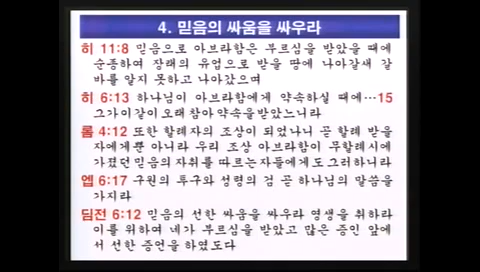 4. 믿음의 싸움을 싸우라
히 11:8 믿음으로 아브라함은 부르심을 받았을 때에
순종하여 장래의 유업으로 받을 땅에 나아갈새 갈
바를 알지 못하고 나아갔으며
히 6:13 하나님이 아브라함에게 약속하실 때에…15
그가 이같이 오래 참아 약속을 받았느니라
롬 4:12 또한 할례자의 조상이 되었나니 곧 할례 받을
자에게뿐 아니라 우리 조상 아브라함이 무할례시에
가졌던 믿음의 자취를 따르는 자들에게도 그러하니라
엡 6:17 구원의 투구와 성령의 검 곧 하나님의 말씀을
가지라
딤전 6:12 믿음의 선한 싸움을 싸우라 영생을 취하라
이를 위하여 네가 부르심을 받았고 많은 증인 앞에
서 선한 증언을 하였도다